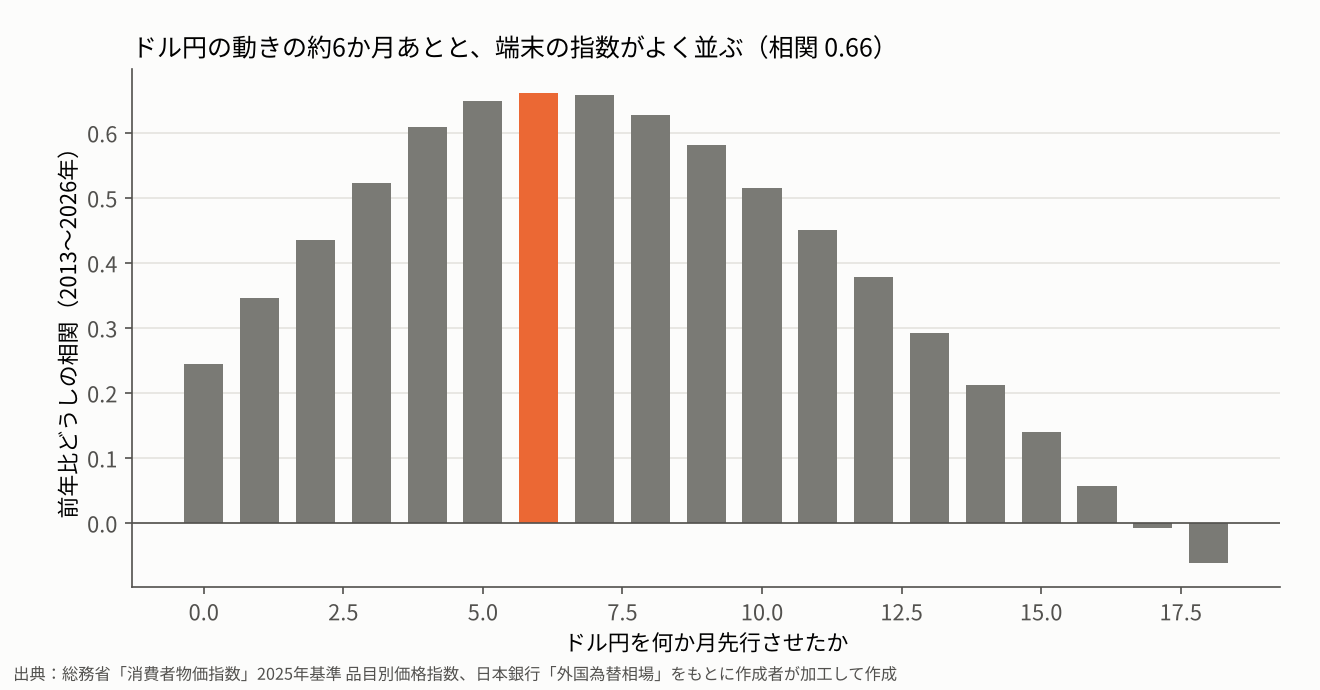 ドル円の動きの約6か月あとと、端末の指数がよく並ぶ（相関 0.66）
前年比どうしの相関（2013～2026年）
0.6
0.5
0.4
0.3
0.2
0.1
0.0
0.0 2.5 5.0 7.5 10.0 12.5 15.0 17.5
ドル円を何か月先行させたか
出典：総務省「消費者物価指数」2025年基準 品目別価格指数、日本銀行「外国為替相場」をもとに作成者が加工して作成